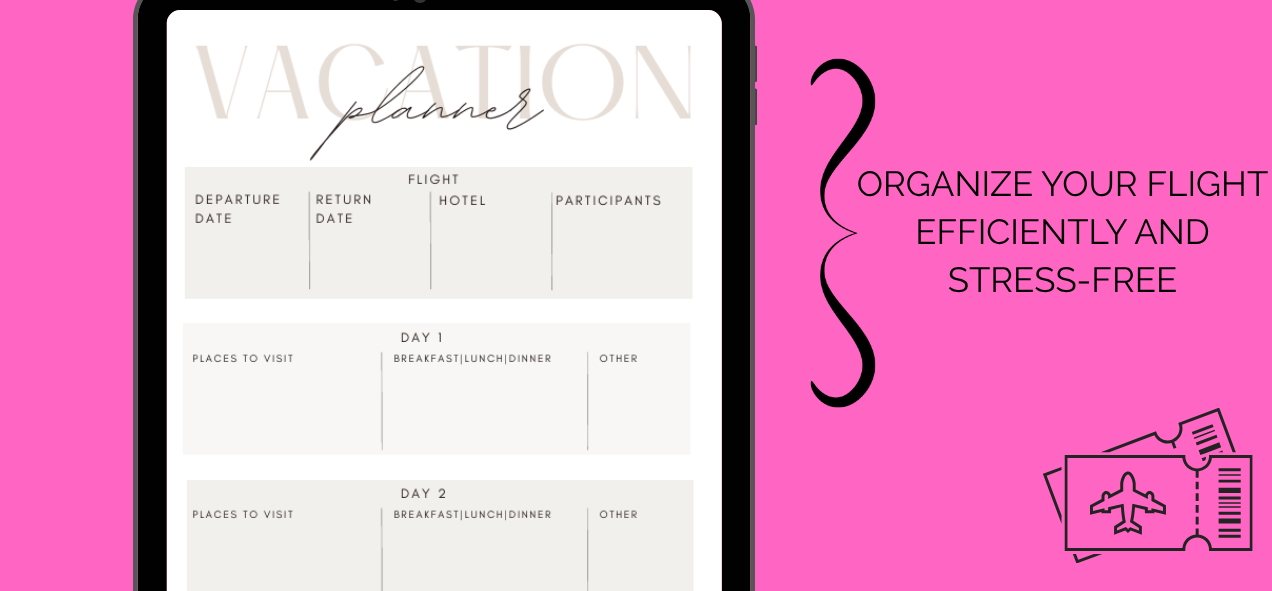 VACATION
planner
FLIGHT
DEPARTURE DATE
RETURN DATE
HOTEL
PARTICIPANTS
DAY 1
PLACES TO VISIT
BREAKFAST|LUNCH|DINNER
OTHER
DAY 2
PLACES TO VISIT
BREAKFAST|LUNCH|DINNER
OTHER
ORGANIZE YOUR FLIGHT
EFFICIENTLY AND
STRESS-FREE